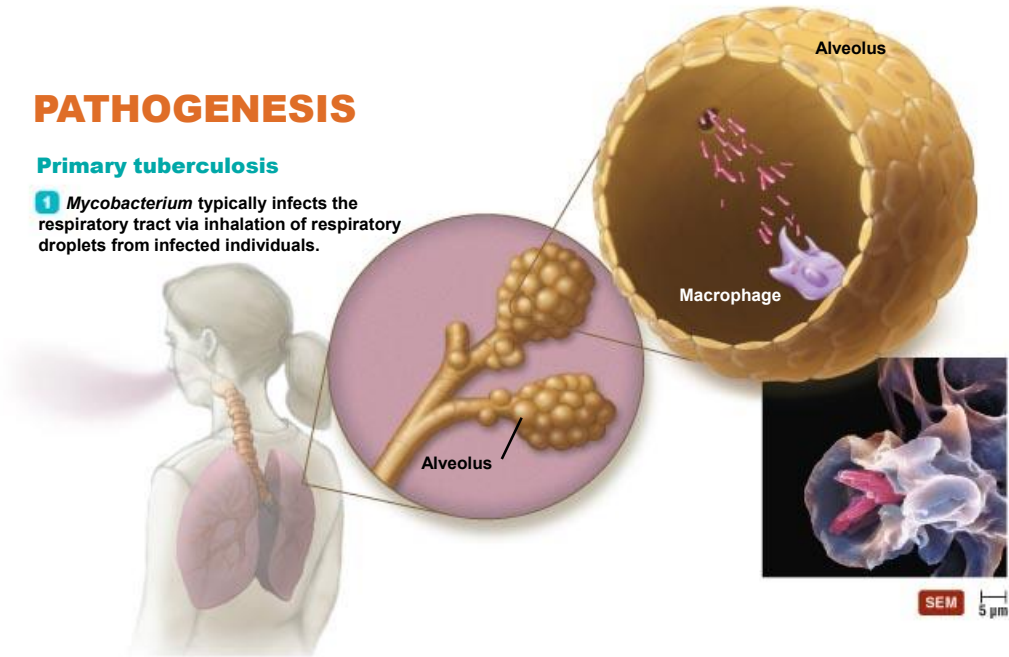 PATHOGENESIS
Primary tuberculosis
1 Mycobacterium typically infects the
respiratory tract via inhalation of respiratory
droplets from infected individuals.
Alveolus
Macrophage
Alveolus
SEM
5 µm